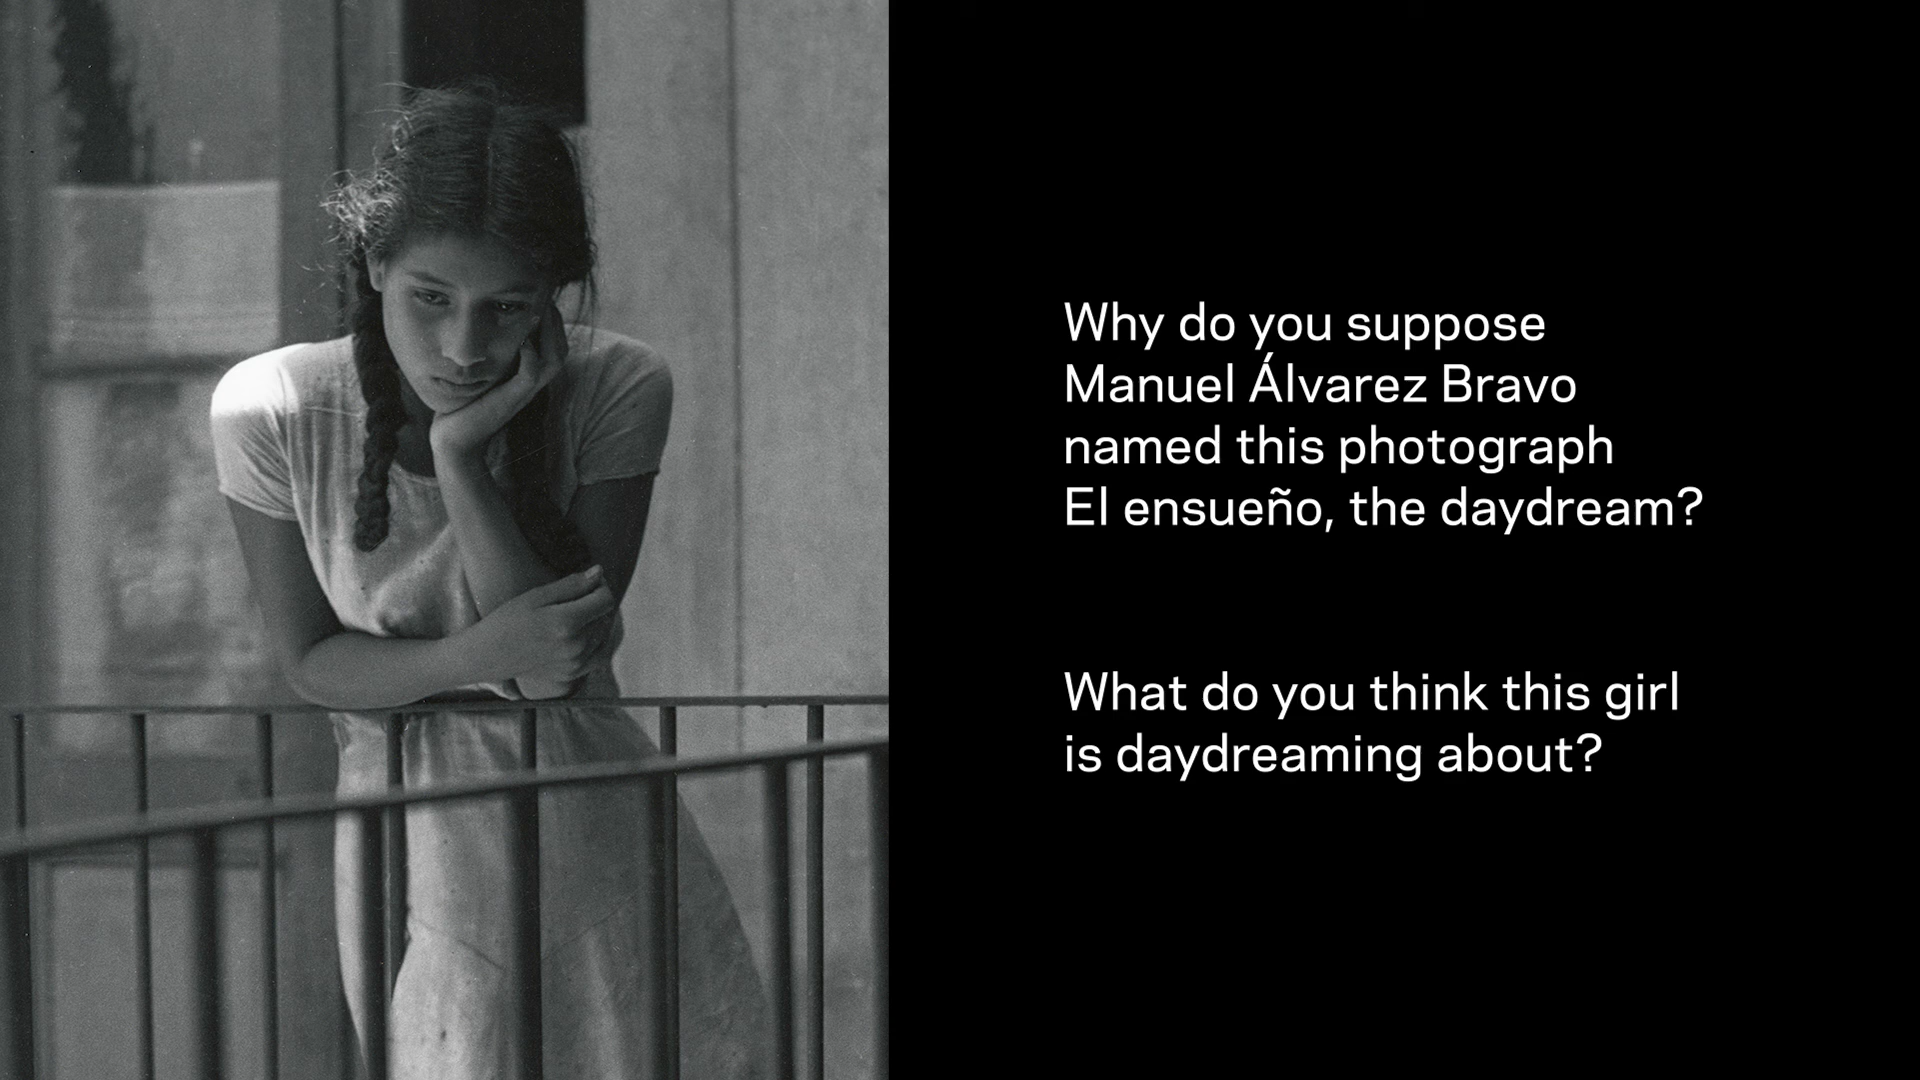 Why do you suppose
Manuel Álvarez Bravo
named this photograph
El ensueño, the daydream?
What do you think this girl
is daydreaming about?